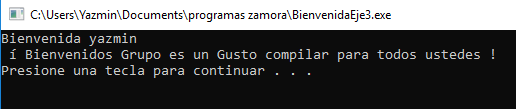 C:\Users\Yazmin\Documents\programas zamora\BienvenidaEje3.exe
Bienvenida yazmin
í Bienvenidos Grupo es un Gusto compilar para todos ustedes !
Presione una tecla para continuar . . .